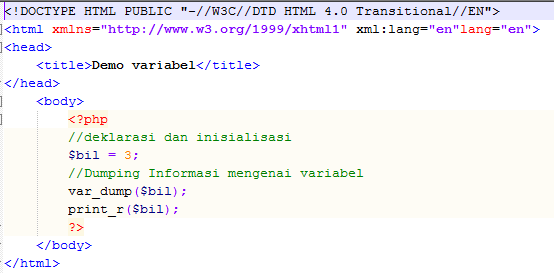 <!DOCTYPE HTML PUBLIC "-//W3C//DTD HTML 4.0 Transitional//EN">
<html xmlns="http://www.w3.org/1999/xhtml1" xml:lang="en"lang="en">
<head>
<title>Demo variabel</title>
</head>
<body>
<?php
//deklarasi dan inisialisasi
$bil = 3;
//Dumping Informasi mengenai variabel
var_dump($bil);
print_r($bil);
?>
</body>
</html>